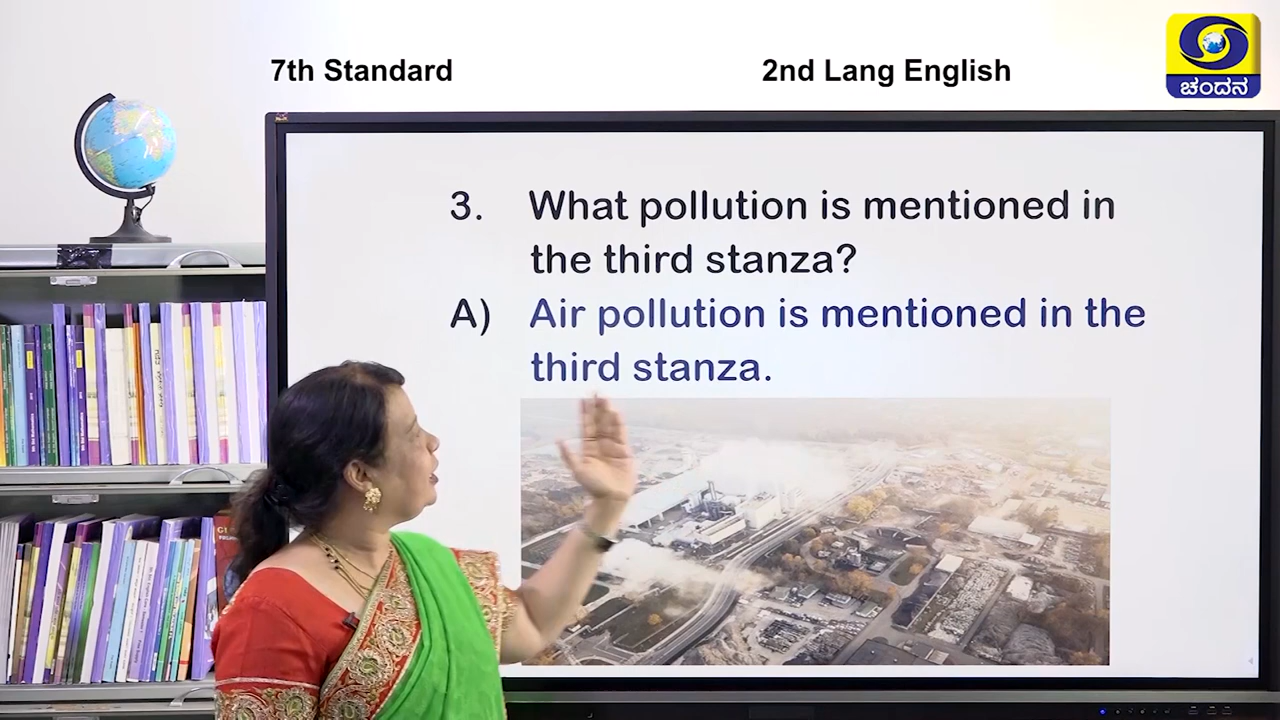 7th Standard
2nd Lang English
ಚಂದನ
3. What pollution is mentioned in
the third stanza?
A) Air pollution is mentioned in the
third stanza.